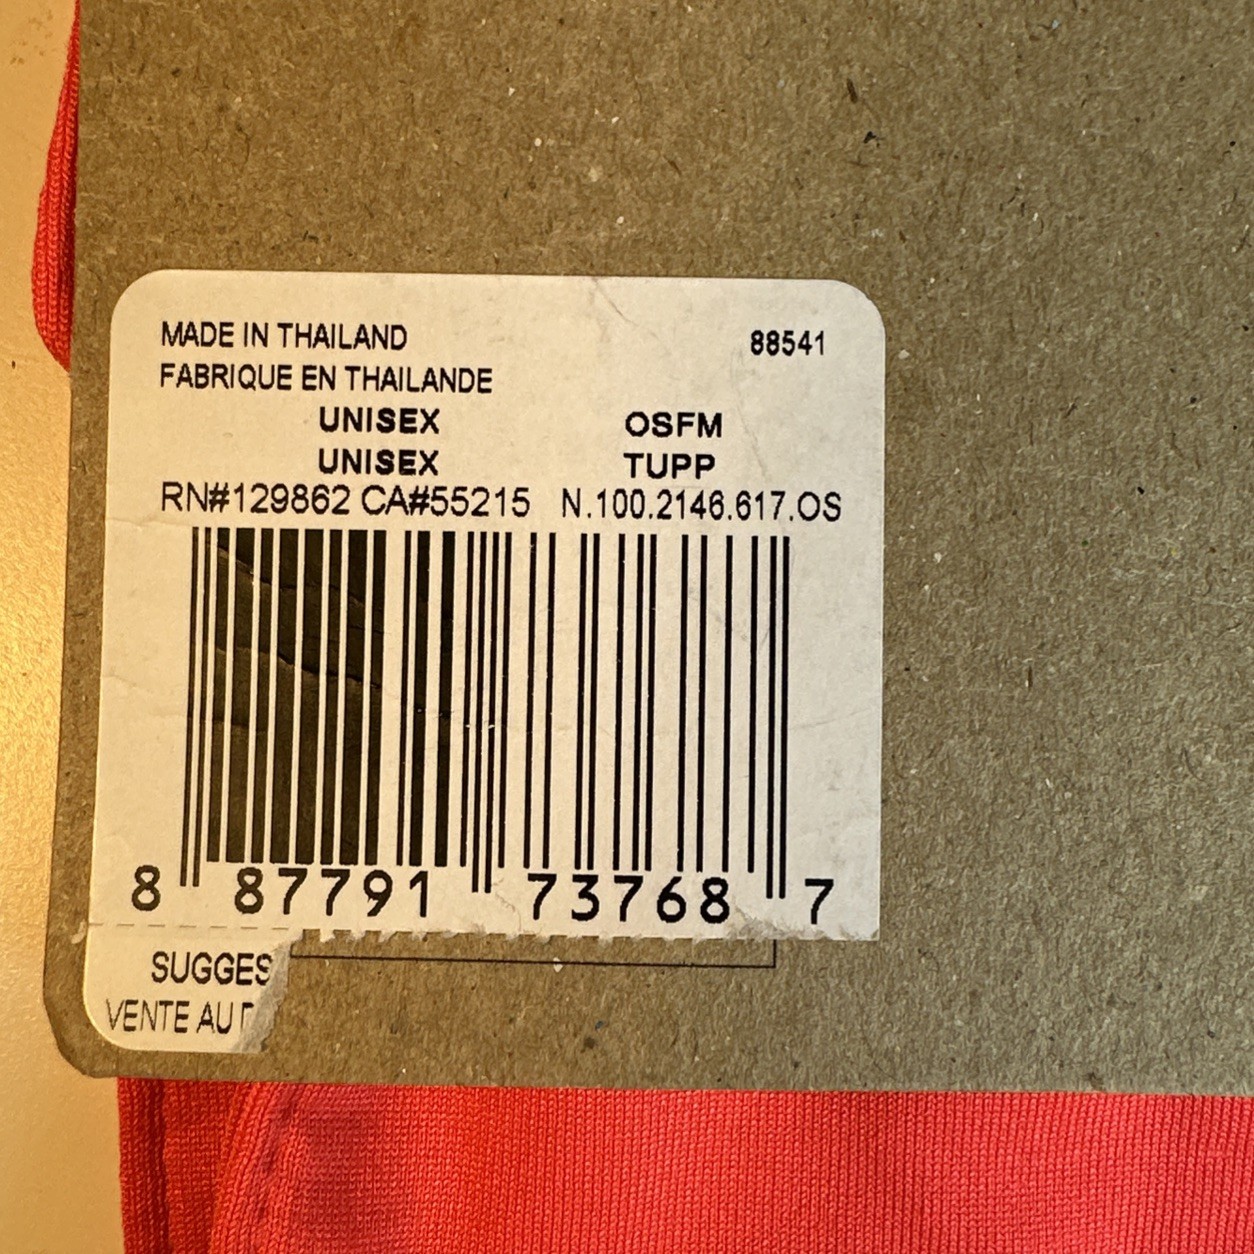 MADE IN THAILAND 88541
FABRIQUE EN THAILANDE
UNISEX OSFM
UNISEX TUPP
RN#129862 CA#55215 N.100.2146.617.OS
8 87791 73768 7
SUGGES
VENTE AU